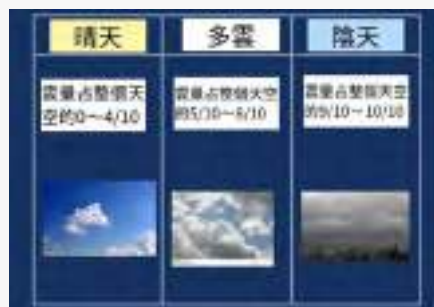 晴天
多雲
陰天
雲量占整個天
空的0～4/10
雲量占整個天空
的5/10～8/10
雲量占整個天空
的9/10～10/10